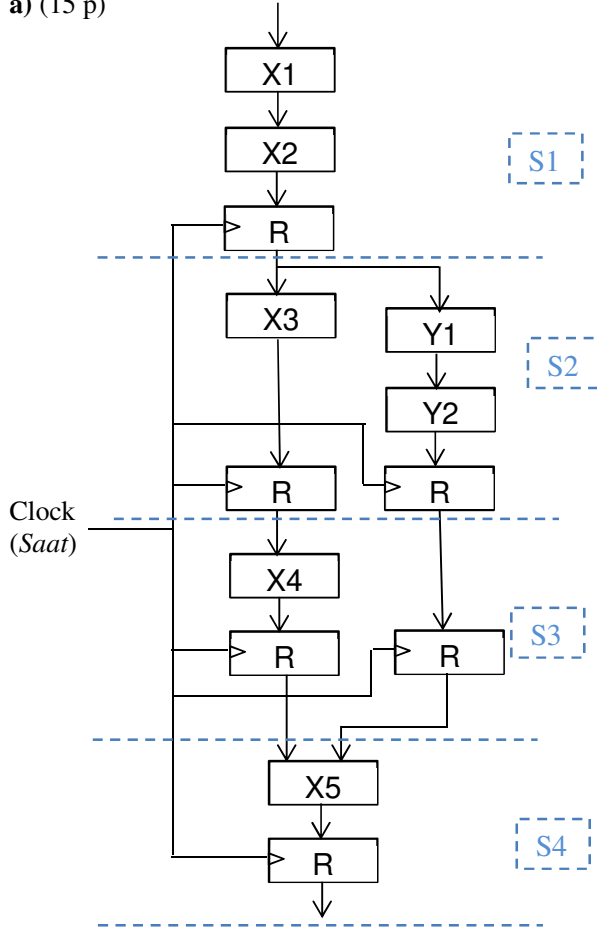 a) (15 p)
X1
X2
S1
R
X3
Y1
S2
Y2
R
R
Clock
(Saat)
X4
S3
R
R
X5
S4
R